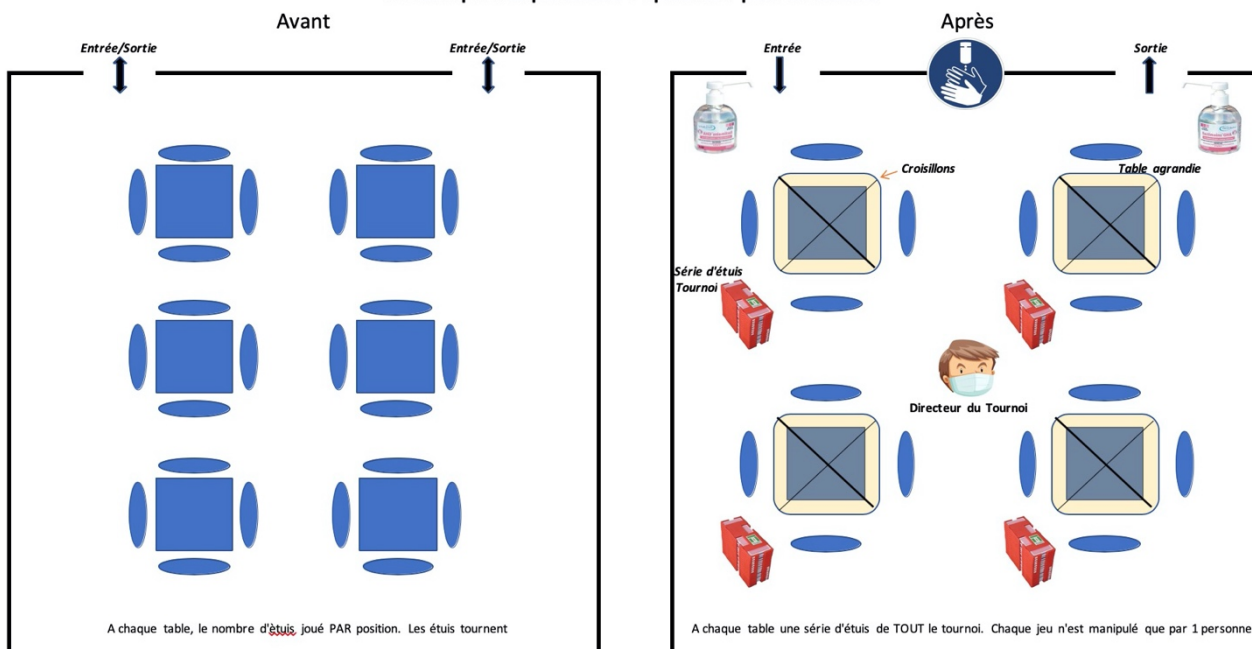 Avant
Après
Entrée/Sortie
Entrée/Sortie
Entrée
Sortie
Croisillons
Table agrandie
Série d'étuis
Tournoi
Directeur du Tournoi
A chaque table, le nombre d'ètuis joué PAR position. Les étuis tournent
A chaque table une série d'étuis de TOUT le tournoi. Chaque jeu n'est manipulé que par 1 personne